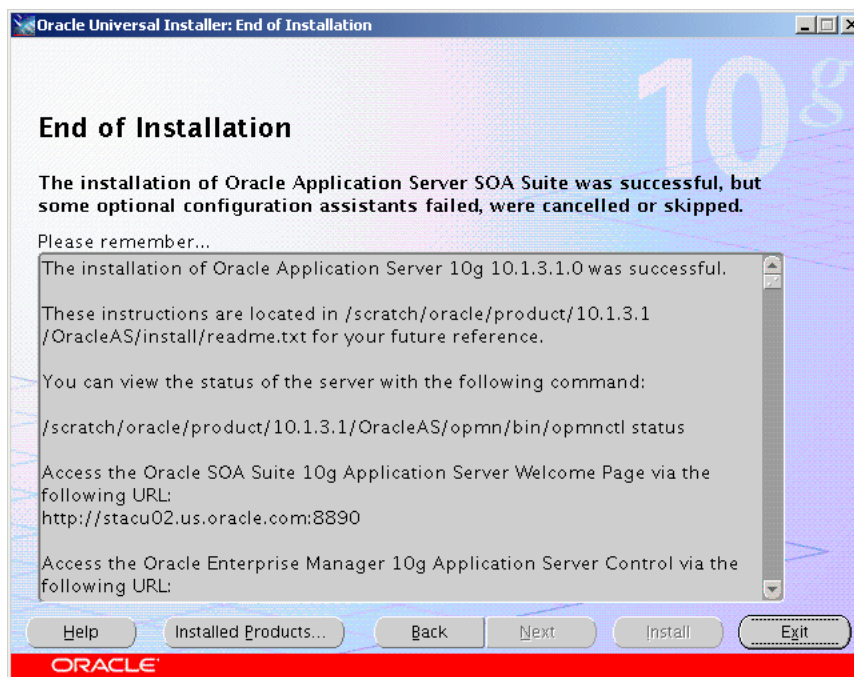 Oracle Universal Installer: End of Installation
10g
End of Installation
The installation of Oracle Application Server SOA Suite was successful, but
some optional configuration assistants failed, were cancelled or skipped.
Please remember...
The installation of Oracle Application Server 10g 10.1.3.1.0 was successful.
These instructions are located in /scratch/oracle/product/10.1.3.1
/OracleAS/install/readme.txt for your future reference.
You can view the status of the server with the following command:
/scratch/oracle/product/10.1.3.1/OracleAS/opmn/bin/opmnctl status
Access the Oracle SOA Suite 10g Application Server Welcome Page via the
following URL:
http://stacu02.us.oracle.com:8890
Access the Oracle Enterprise Manager 10g Application Server Control via the
following URL:
Help Installed Products... Back Next Install Exit
ORACLE